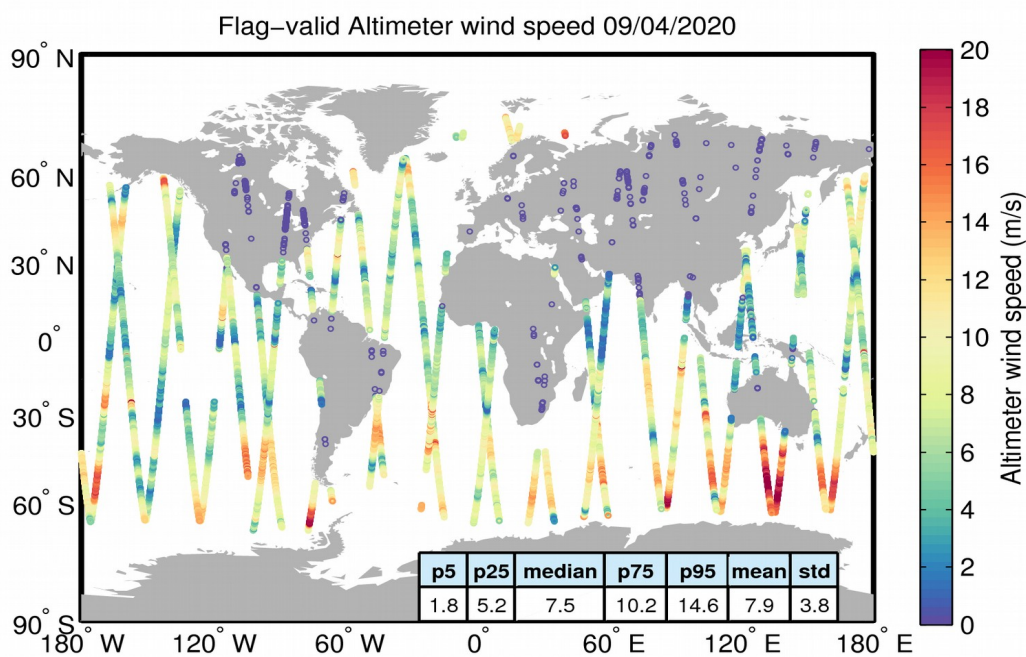 Flag−valid Altimeter wind speed 09/04/2020
90° N
60° N
30° N
0°
30° S
60° S
90° S
180° W
120° W
60° W
0°
60° E
120° E
180° E
p5 p25 median p75 p95 mean std
1.8 5.2 7.5 10.2 14.6 7.9 3.8
20
18
16
14
12
10
8
6
4
2
0
Altimeter wind speed (m/s)